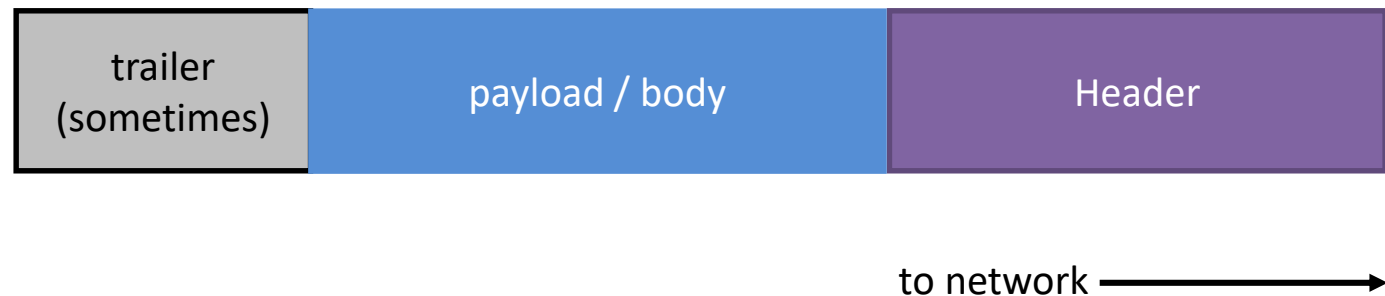 trailer
(sometimes)
payload / body
Header
to network